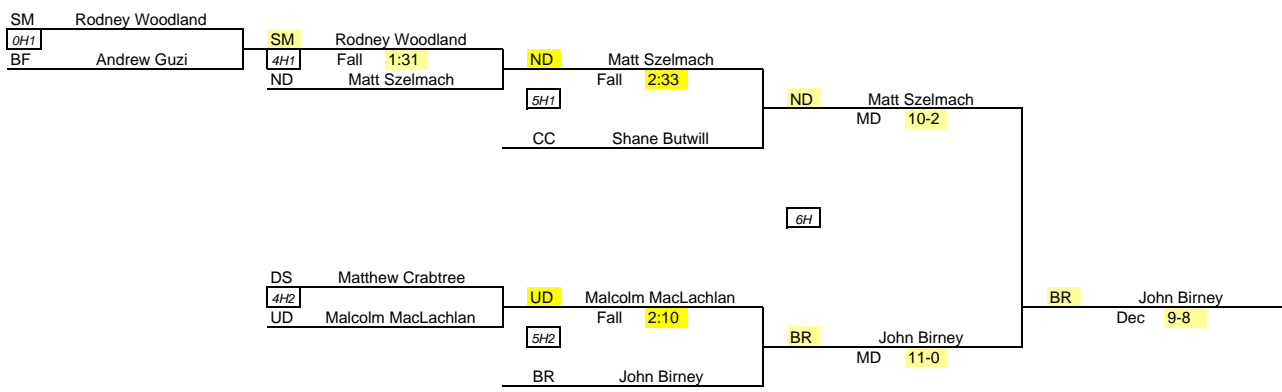 SM Rodney Woodland
0H1
BF Andrew Guzi
SM Rodney Woodland
4H1 Fall 1:31
ND Matt Szelmach
ND Matt Szelmach
Fall 2:33
5H1
CC Shane Butwill
ND Matt Szelmach
MD 10-2
6H
DS Matthew Crabtree
4H2
UD Malcolm MacLachlan
UD Malcolm MacLachlan
Fall 2:10
5H2
BR John Birney
BR John Birney
MD 11-0
BR John Birney
Dec 9-8